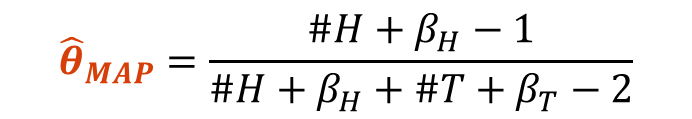 θ̂_MAP = (#H + β_H − 1) / (#H + β_H + #T + β_T − 2)